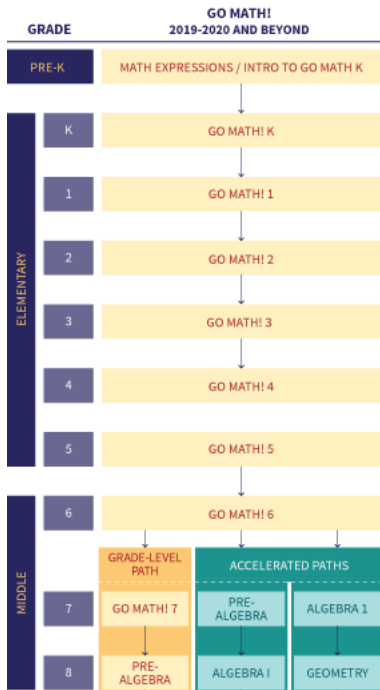 GO MATH!
GRADE
2019-2020 AND BEYOND
PRE-K
MATH EXPRESSIONS / INTRO TO GO MATH K
ELEMENTARY
K
GO MATH! K
1
GO MATH! 1
2
GO MATH! 2
3
GO MATH! 3
4
GO MATH! 4
5
GO MATH! 5
MIDDLE
6
GO MATH! 6
GRADE-LEVEL
PATH
ACCELERATED PATHS
7
GO MATH! 7
PRE-
ALGEBRA
ALGEBRA 1
8
PRE-
ALGEBRA
ALGEBRA I
GEOMETRY